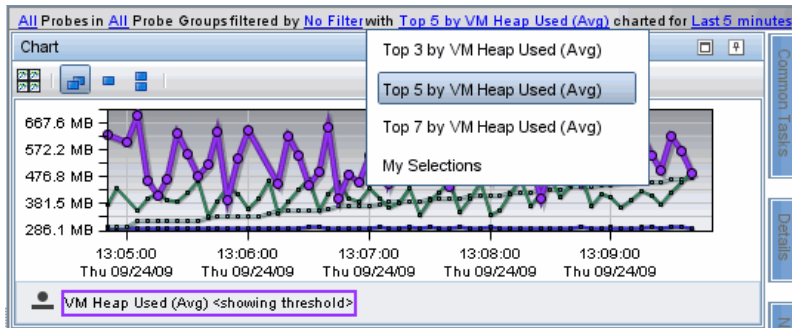 All Probes in All Probe Groups filtered by No Filter with Top 5 by VM Heap Used (Avg) charted for Last 5 minutes
Chart
Top 3 by VM Heap Used (Avg)
Top 5 by VM Heap Used (Avg)
Top 7 by VM Heap Used (Avg)
My Selections
667.6 MB
572.2 MB
476.8 MB
381.5 MB
286.1 MB
13:05:00 13:06:00 13:07:00 13:08:00 13:09:00
Thu 09/24/09 Thu 09/24/09 Thu 09/24/09 Thu 09/24/09 Thu 09/24/09
VM Heap Used (Avg) <showing threshold>
Common Tasks
Details